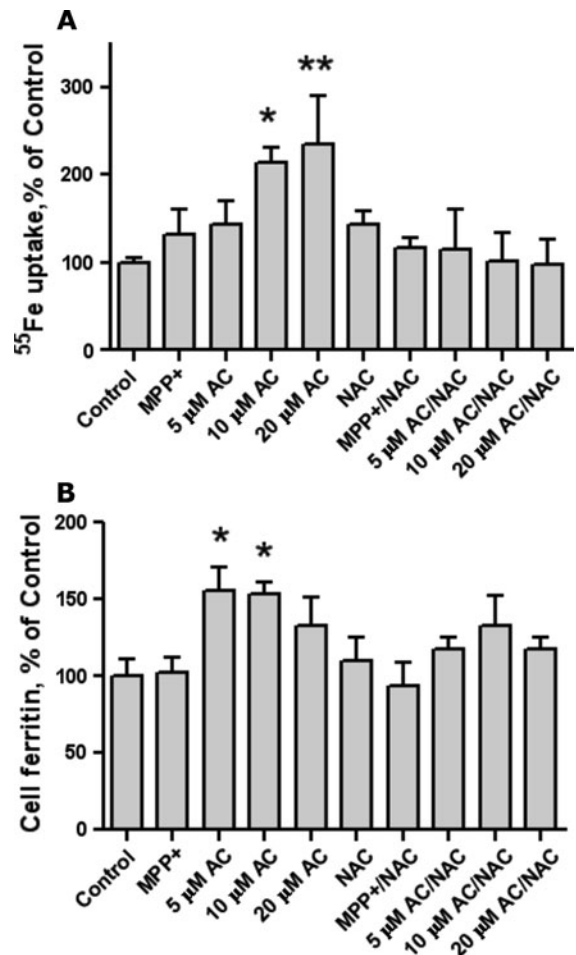 A
55Fe uptake,% of Control
300
200
100
0
*
**
Control
MPP+
5 µM AC
10 µM AC
20 µM AC
NAC
MPP+/NAC
5 µM AC/NAC
10 µM AC/NAC
20 µM AC/NAC
B
Cell ferritin, % of Control
200
150
100
50
0
*
*
Control
MPP+
5 µM AC
10 µM AC
20 µM AC
NAC
MPP+/NAC
5 µM AC/NAC
10 µM AC/NAC
20 µM AC/NAC